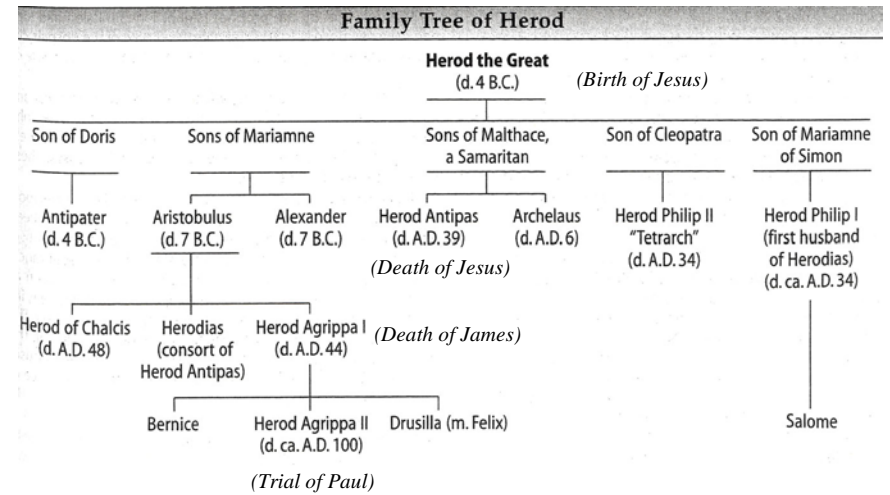 Family Tree of Herod
Herod the Great
(d. 4 B.C.)
(Birth of Jesus)
Son of Doris
Sons of Mariamne
Sons of Malthace,
a Samaritan
Son of Cleopatra
Son of Mariamne
of Simon
Antipater
(d. 4 B.C.)
Aristobulus
(d. 7 B.C.)
Alexander
(d. 7 B.C.)
Herod Antipas
(d. A.D. 39)
Archelaus
(d. A.D. 6)
Herod Philip II
"Tetrarch"
(d. A.D. 34)
Herod Philip I
(first husband
of Herodias)
(d. ca. A.D. 34)
(Death of Jesus)
Herod of Chalcis
(d. A.D. 48)
Herodias
(consort of
Herod Antipas)
Herod Agrippa I
(d. A.D. 44)
(Death of James)
Bernice
Herod Agrippa II
(d. ca. A.D. 100)
Drusilla (m. Felix)
Salome
(Trial of Paul)